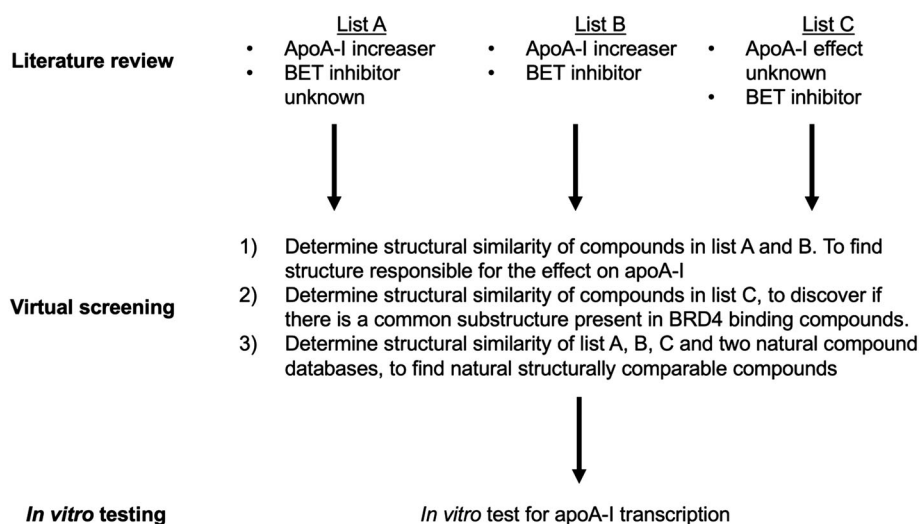 List A
List B
List C
Literature review
• ApoA-I increaser
• BET inhibitor
unknown
• ApoA-I increaser
• BET inhibitor
• ApoA-I effect
unknown
• BET inhibitor
Virtual screening
1) Determine structural similarity of compounds in list A and B. To find
structure responsible for the effect on apoA-I
2) Determine structural similarity of compounds in list C, to discover if
there is a common substructure present in BRD4 binding compounds.
3) Determine structural similarity of list A, B, C and two natural compound
databases, to find natural structurally comparable compounds
In vitro testing
In vitro test for apoA-I transcription